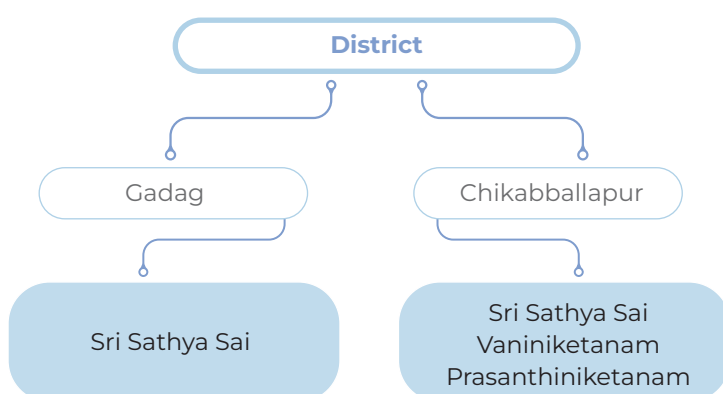 District
Gadag
Chikabballapur
Sri Sathya Sai
Sri Sathya Sai
Vaniniketanam
Prasanthiniketanam